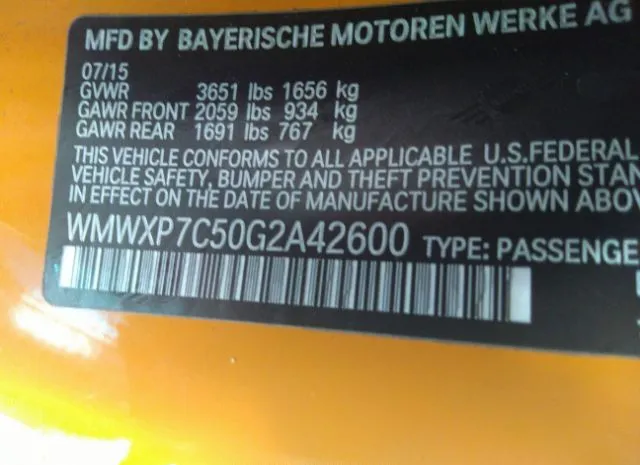 MFD BY BAYERISCHE MOTOREN WERKE AG
07/15
GVWR 3651 lbs 1656 kg
GAWR FRONT 2059 lbs 934 kg
GAWR REAR 1691 lbs 767 kg
THIS VEHICLE CONFORMS TO ALL APPLICABLE U.S.FEDERAL
VEHICLE SAFETY, BUMPER AND THEFT PREVENTION STAN
IN EFFECT ON THE DATE OF MANUFACTURE SHOWN ABOV
WMWXP7C50G2A42600 TYPE: PASSENGE